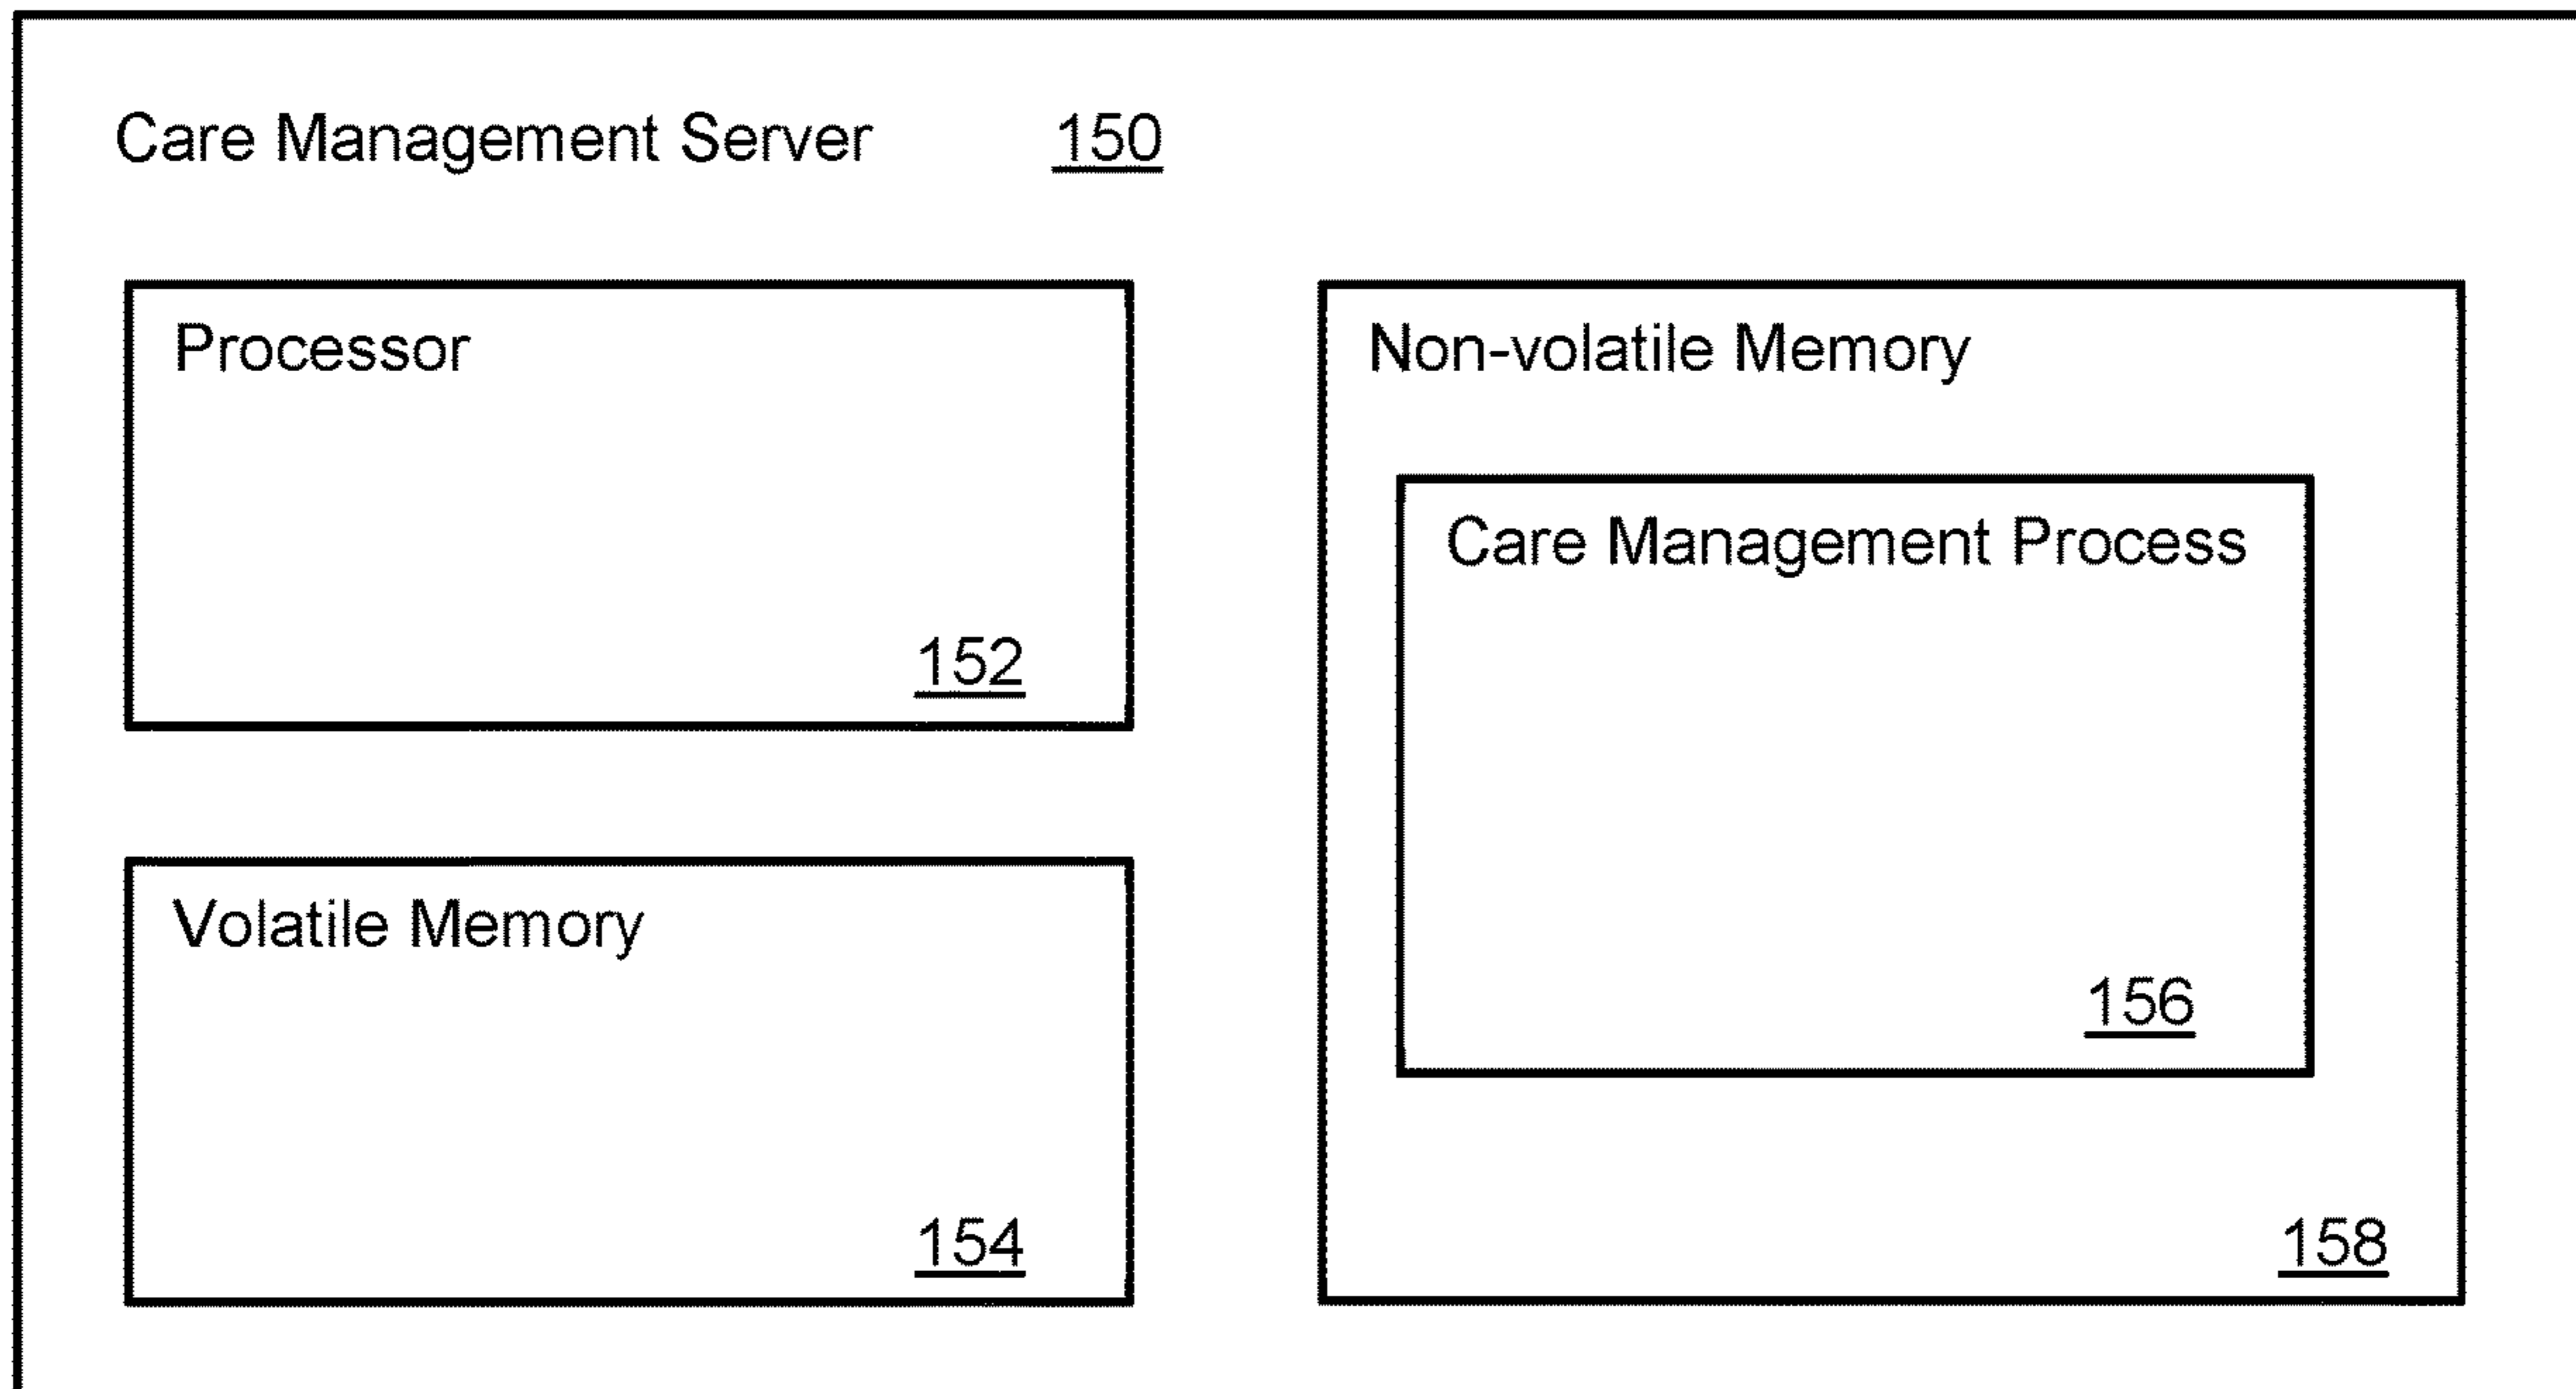 Care Management Server 150
Processor
152
Volatile Memory
154
Non-volatile Memory
Care Management Process
156
158